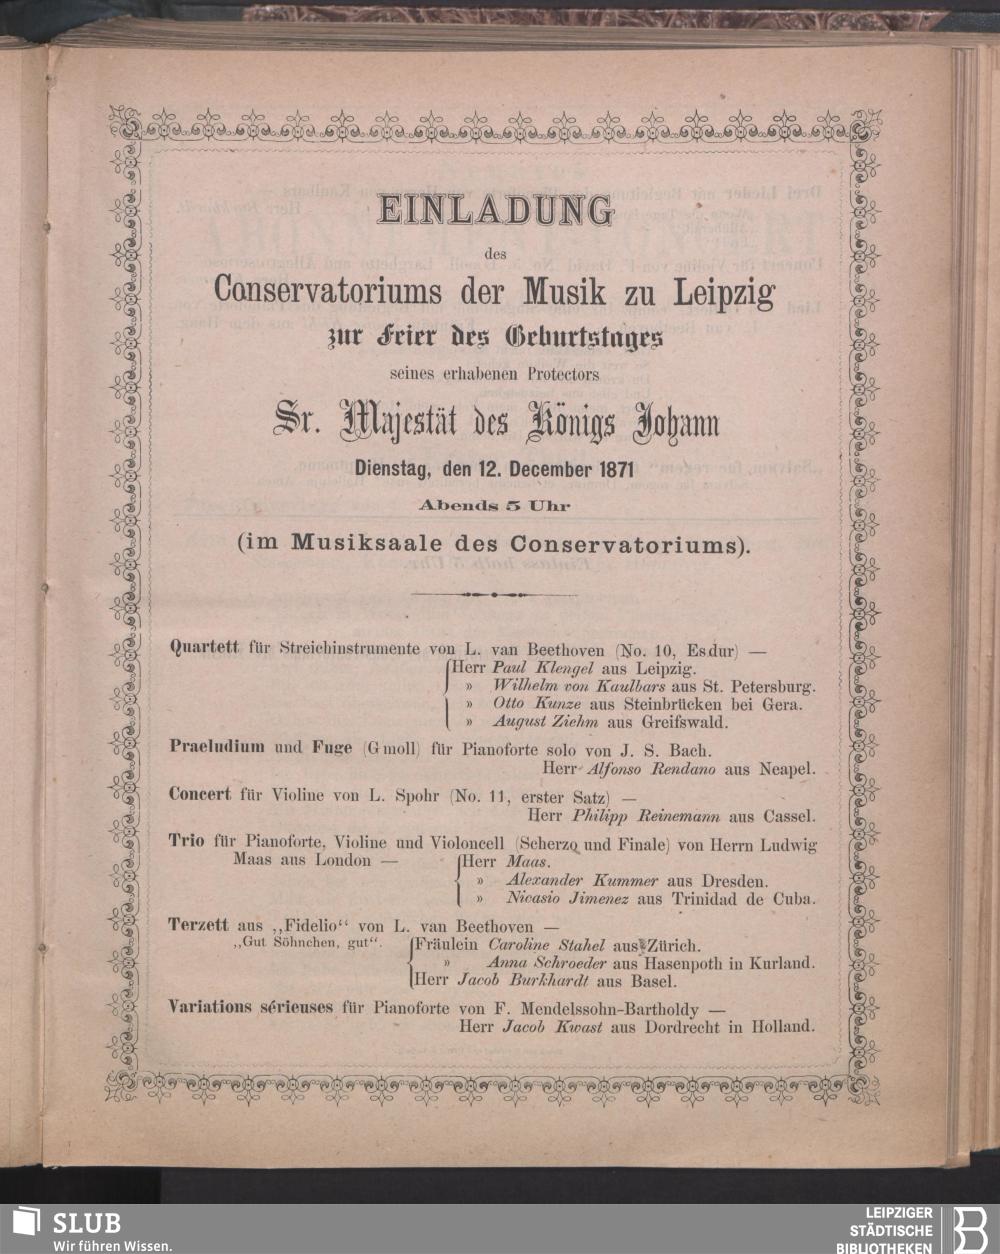 EINLADUNG
des
Conservatoriums der Musik zu Leipzig
zur Feier des Geburtstages
seines erhabenen Protectors
Sr. Majestät des Königs Johann
Dienstag, den 12. December 1871
Abends 5 Uhr
(im Musiksaale des Conservatoriums).
Quartett für Streichinstrumente von L. van Beethoven (No. 10, Es dur) —
Herr Paul Klengel aus Leipzig.
» Wilhelm von Kaulbars aus St. Petersburg.
» Otto Kunze aus Steinbrücken bei Gera.
» August Ziehm aus Greifswald.
Praeludium und Fuge (G moll) für Pianoforte solo von J. S. Bach.
Herr Alfonso Rendano aus Neapel.
Concert für Violine von L. Spohr (No. 11, erster Satz) —
Herr Philipp Reinemann aus Cassel.
Trio für Pianoforte, Violine und Violoncell (Scherzo und Finale) von Herrn Ludwig
Maas aus London — Herr Maas.
» Alexander Kummer aus Dresden.
» Nicasio Jimenez aus Trinidad de Cuba.
Terzett aus ,,Fidelio“ von L. van Beethoven —
,,Gut Söhnchen, gut“. Fräulein Caroline Stahel aus Zürich.
» Anna Schroeder aus Hasenpoth in Kurland.
Herr Jacob Burkhardt aus Basel.
Variations sérieuses für Pianoforte von F. Mendelssohn-Bartholdy —
Herr Jacob Kwast aus Dordrecht in Holland.
SLUB
Wir führen Wissen.
LEIPZIGER
STÄDTISCHE
BIBLIOTHEKEN